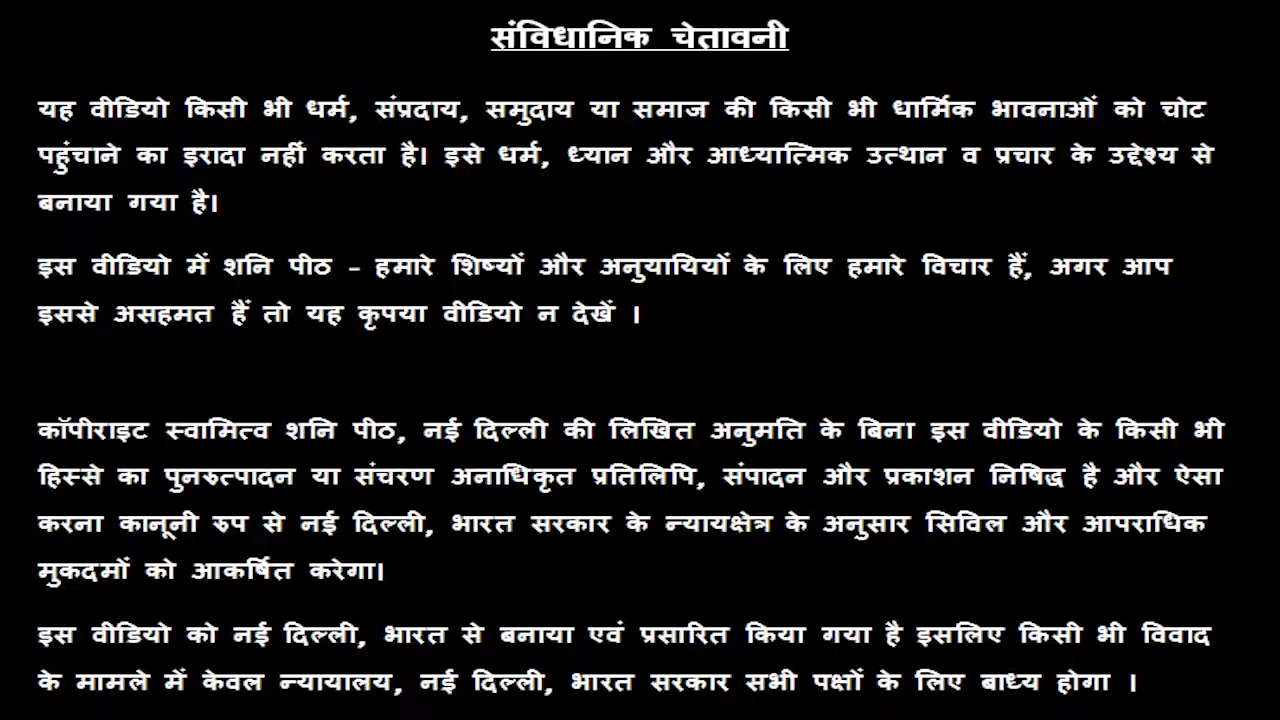 संविधानिक चेतावनी
यह वीडियो किसी भी धर्म, संप्रदाय, समुदाय या समाज की किसी भी धार्मिक भावनाओं को चोट
पहुंचाने का इरादा नहीं करता है। इसे धर्म, ध्यान और आध्यात्मिक उत्थान व प्रचार के उद्देश्य से
बनाया गया है।
इस वीडियो में शनि पीठ – हमारे शिष्यों और अनुयायियों के लिए हमारे विचार हैं, अगर आप
इससे असहमत हैं तो यह कृपया वीडियो न देखें ।
कॉपीराइट स्वामित्व शनि पीठ, नई दिल्ली की लिखित अनुमति के बिना इस वीडियो के किसी भी
हिस्से का पुनरुत्पादन या संचरण अनाधिकृत प्रतिलिपि, संपादन और प्रकाशन निषिद्ध है और ऐसा
करना कानूनी रुप से नई दिल्ली, भारत सरकार के न्यायक्षेत्र के अनुसार सिविल और आपराधिक
मुकदमों को आकर्षित करेगा।
इस वीडियो को नई दिल्ली, भारत से बनाया एवं प्रसारित किया गया है इसलिए किसी भी विवाद
के मामले में केवल न्यायालय, नई दिल्ली, भारत सरकार सभी पक्षों के लिए बाध्य होगा ।